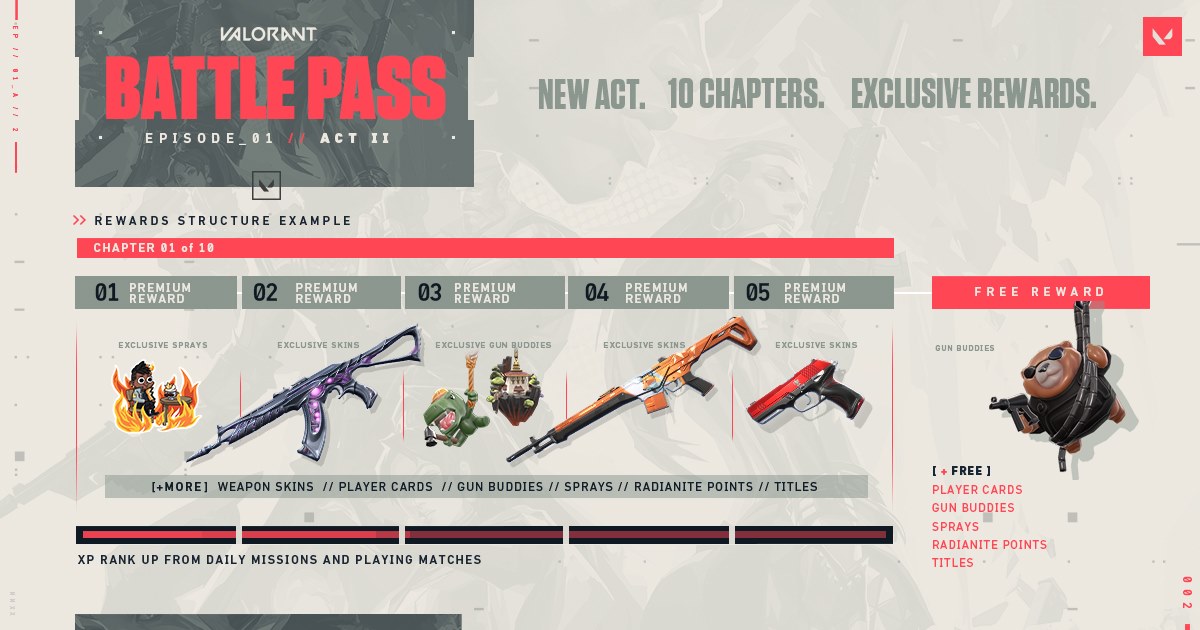 EP // 01_A // 2
VALORANT
BATTLE PASS
EPISODE_01 // ACT II
NEW ACT. 10 CHAPTERS. EXCLUSIVE REWARDS.
>> REWARDS STRUCTURE EXAMPLE
CHAPTER 01 of 10
01 PREMIUM REWARD
02 PREMIUM REWARD
03 PREMIUM REWARD
04 PREMIUM REWARD
05 PREMIUM REWARD
FREE REWARD
EXCLUSIVE SPRAYS
EXCLUSIVE SKINS
EXCLUSIVE GUN BUDDIES
EXCLUSIVE SKINS
EXCLUSIVE SKINS
GUN BUDDIES
[+MORE] WEAPON SKINS // PLAYER CARDS // GUN BUDDIES // SPRAYS // RADIANITE POINTS // TITLES
[ + FREE ]
PLAYER CARDS
GUN BUDDIES
SPRAYS
RADIANITE POINTS
TITLES
XP RANK UP FROM DAILY MISSIONS AND PLAYING MATCHES
002